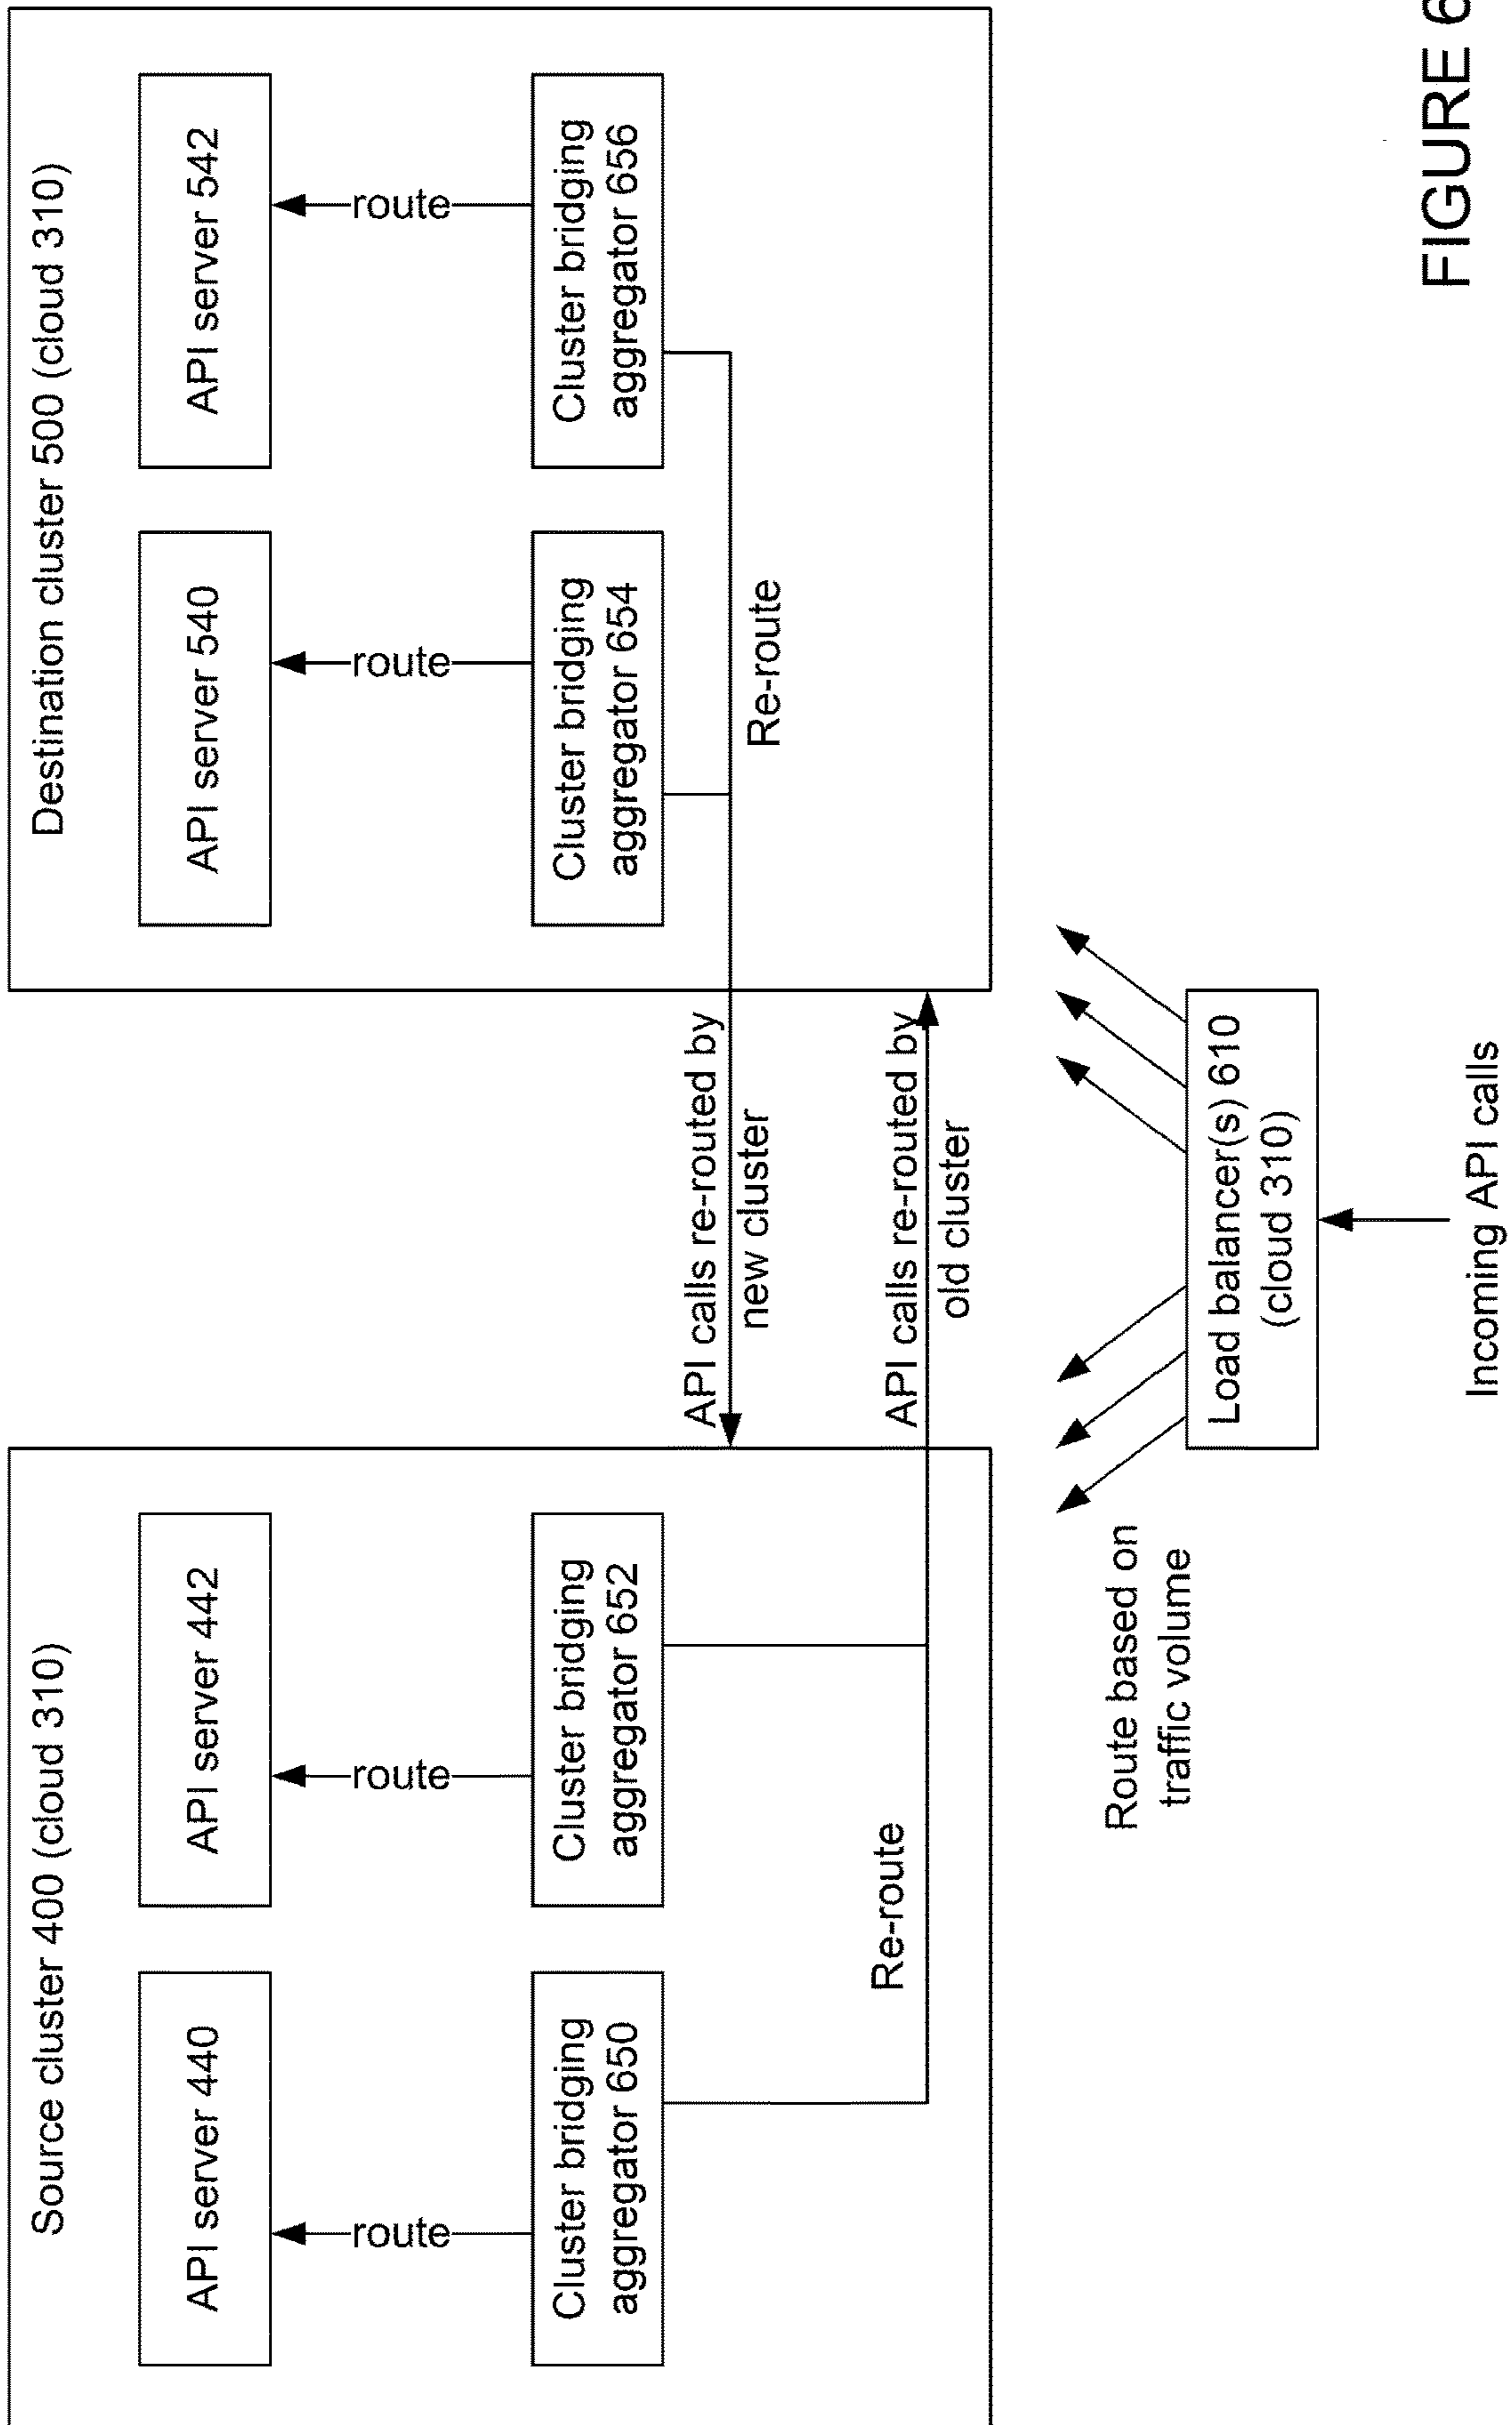 Source cluster 400 (cloud 310)
API server 440
API server 442
route
route
Cluster bridging
aggregator 650
Cluster bridging
aggregator 652
Re-route
API calls re-routed by
new cluster
API calls re-routed by
old cluster
Destination cluster 500 (cloud 310)
API server 540
API server 542
route
route
Cluster bridging
aggregator 654
Cluster bridging
aggregator 656
Re-route
Route based on
traffic volume
Load balancer(s) 610
(cloud 310)
Incoming API calls
FIGURE 6